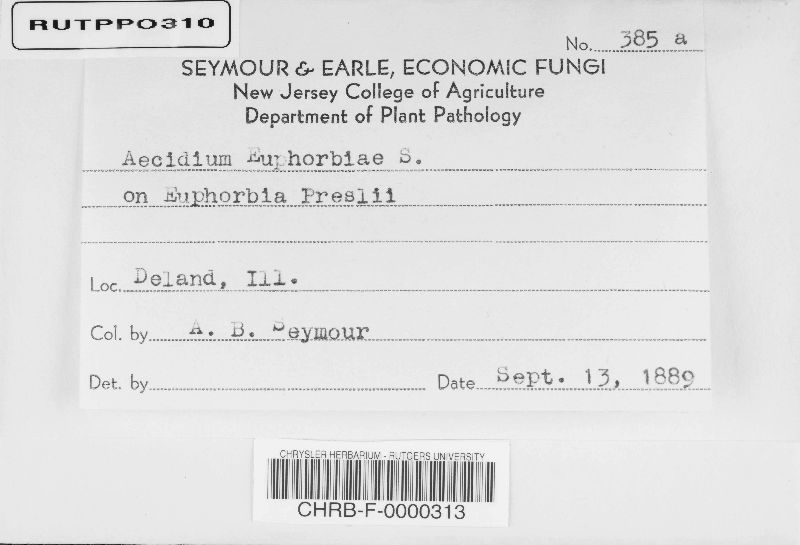 RUTPPO310
No. 385 a
SEYMOUR & EARLE, ECONOMIC FUNGI
New Jersey College of Agriculture
Department of Plant Pathology
Aecidium Euphorbiae S.
on Euphorbia Preslii
Loc. Deland, Ill.
Col. by A. B. Seymour
Det. by
Date Sept. 13, 1889
CHRYSLER HERBARIUM - RUTGERS UNIVERSITY
CHRB-F-0000313